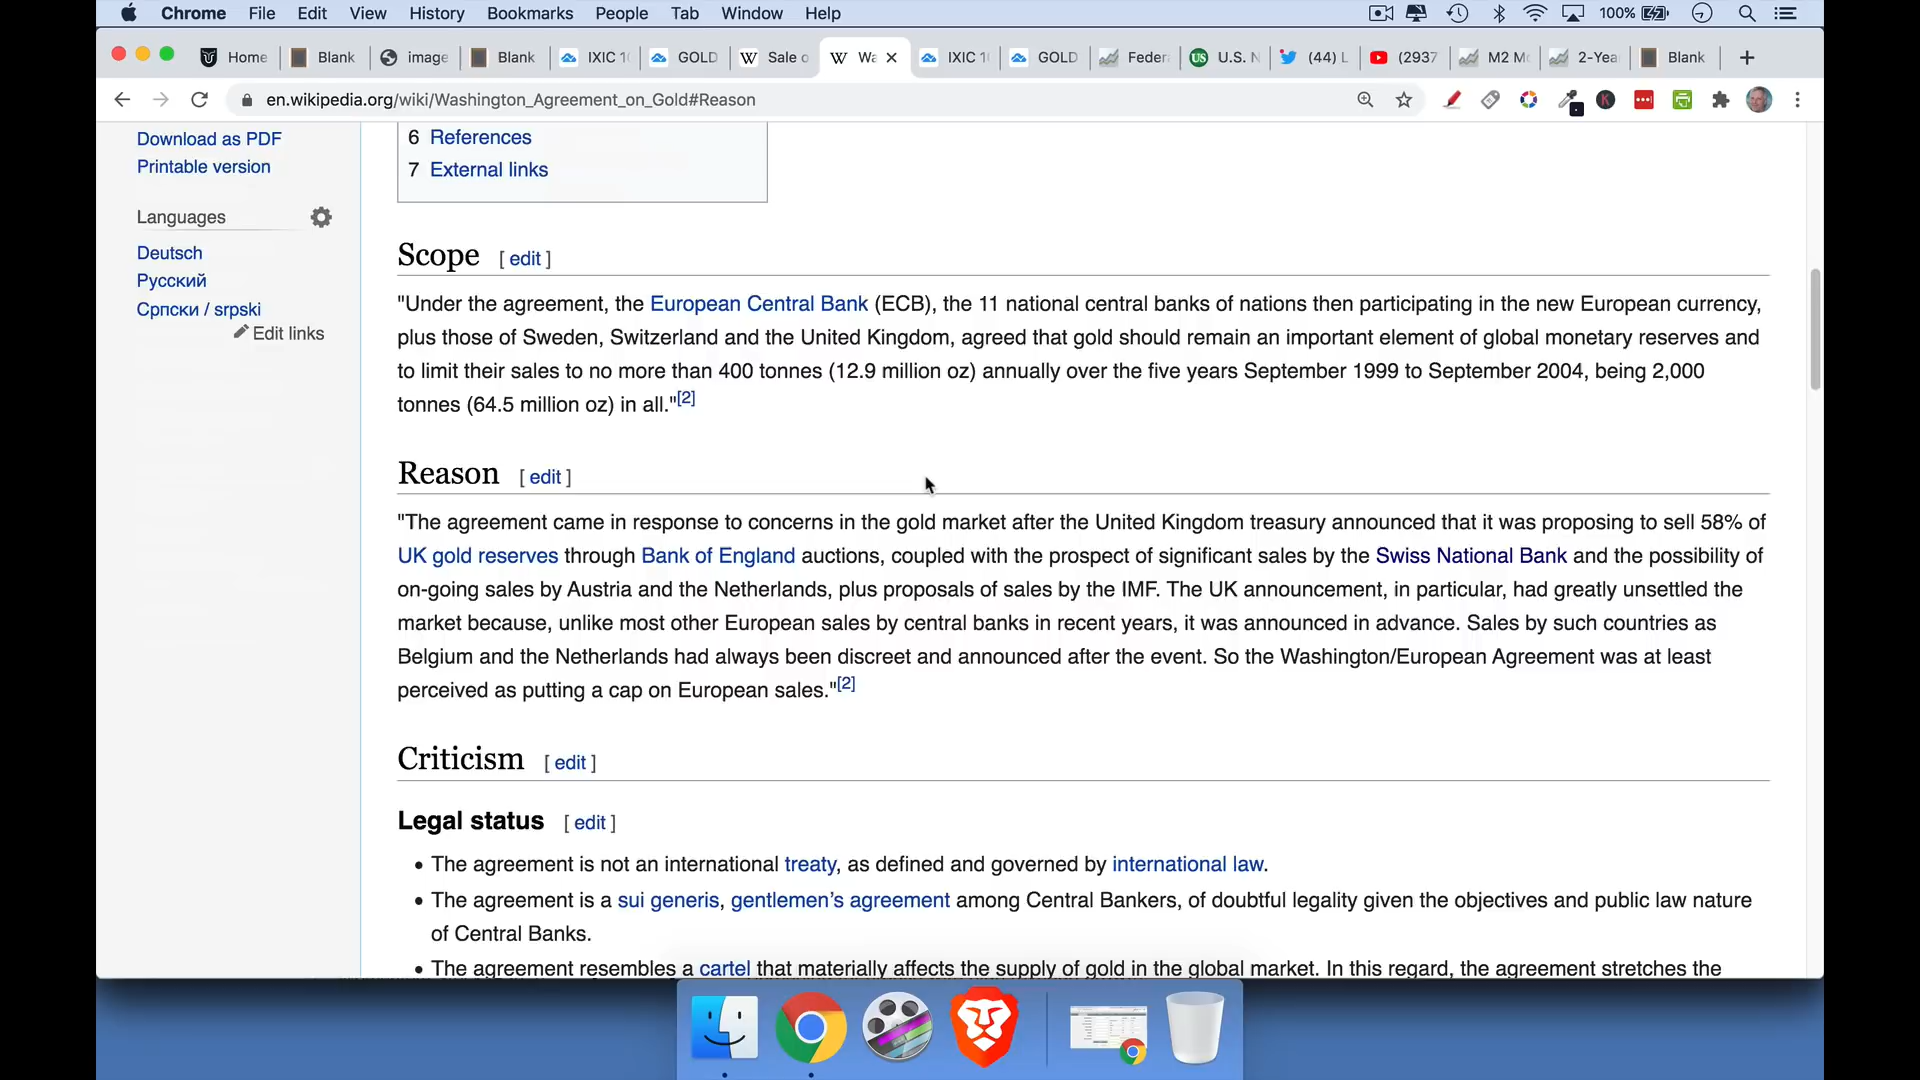 Chrome File Edit View History Bookmarks People Tab Window Help 100%
Home Blank image Blank IXIC 1 GOLD Sale o Wa IXIC 1 GOLD Feder U.S. N (44) L (2937 M2 M 2-Yea Blank
en.wikipedia.org/wiki/Washington_Agreement_on_Gold#Reason
Download as PDF
Printable version
Languages
Deutsch
Русский
Српски / srpski
Edit links
6 References
7 External links
Scope [ edit ]
"Under the agreement, the European Central Bank (ECB), the 11 national central banks of nations then participating in the new European currency,
plus those of Sweden, Switzerland and the United Kingdom, agreed that gold should remain an important element of global monetary reserves and
to limit their sales to no more than 400 tonnes (12.9 million oz) annually over the five years September 1999 to September 2004, being 2,000
tonnes (64.5 million oz) in all."[2]
Reason [ edit ]
"The agreement came in response to concerns in the gold market after the United Kingdom treasury announced that it was proposing to sell 58% of
UK gold reserves through Bank of England auctions, coupled with the prospect of significant sales by the Swiss National Bank and the possibility of
on-going sales by Austria and the Netherlands, plus proposals of sales by the IMF. The UK announcement, in particular, had greatly unsettled the
market because, unlike most other European sales by central banks in recent years, it was announced in advance. Sales by such countries as
Belgium and the Netherlands had always been discreet and announced after the event. So the Washington/European Agreement was at least
perceived as putting a cap on European sales."[2]
Criticism [ edit ]
Legal status [ edit ]
• The agreement is not an international treaty, as defined and governed by international law.
• The agreement is a sui generis, gentlemen's agreement among Central Bankers, of doubtful legality given the objectives and public law nature
of Central Banks.
• The agreement resembles a cartel that materially affects the supply of gold in the global market. In this regard, the agreement stretches the